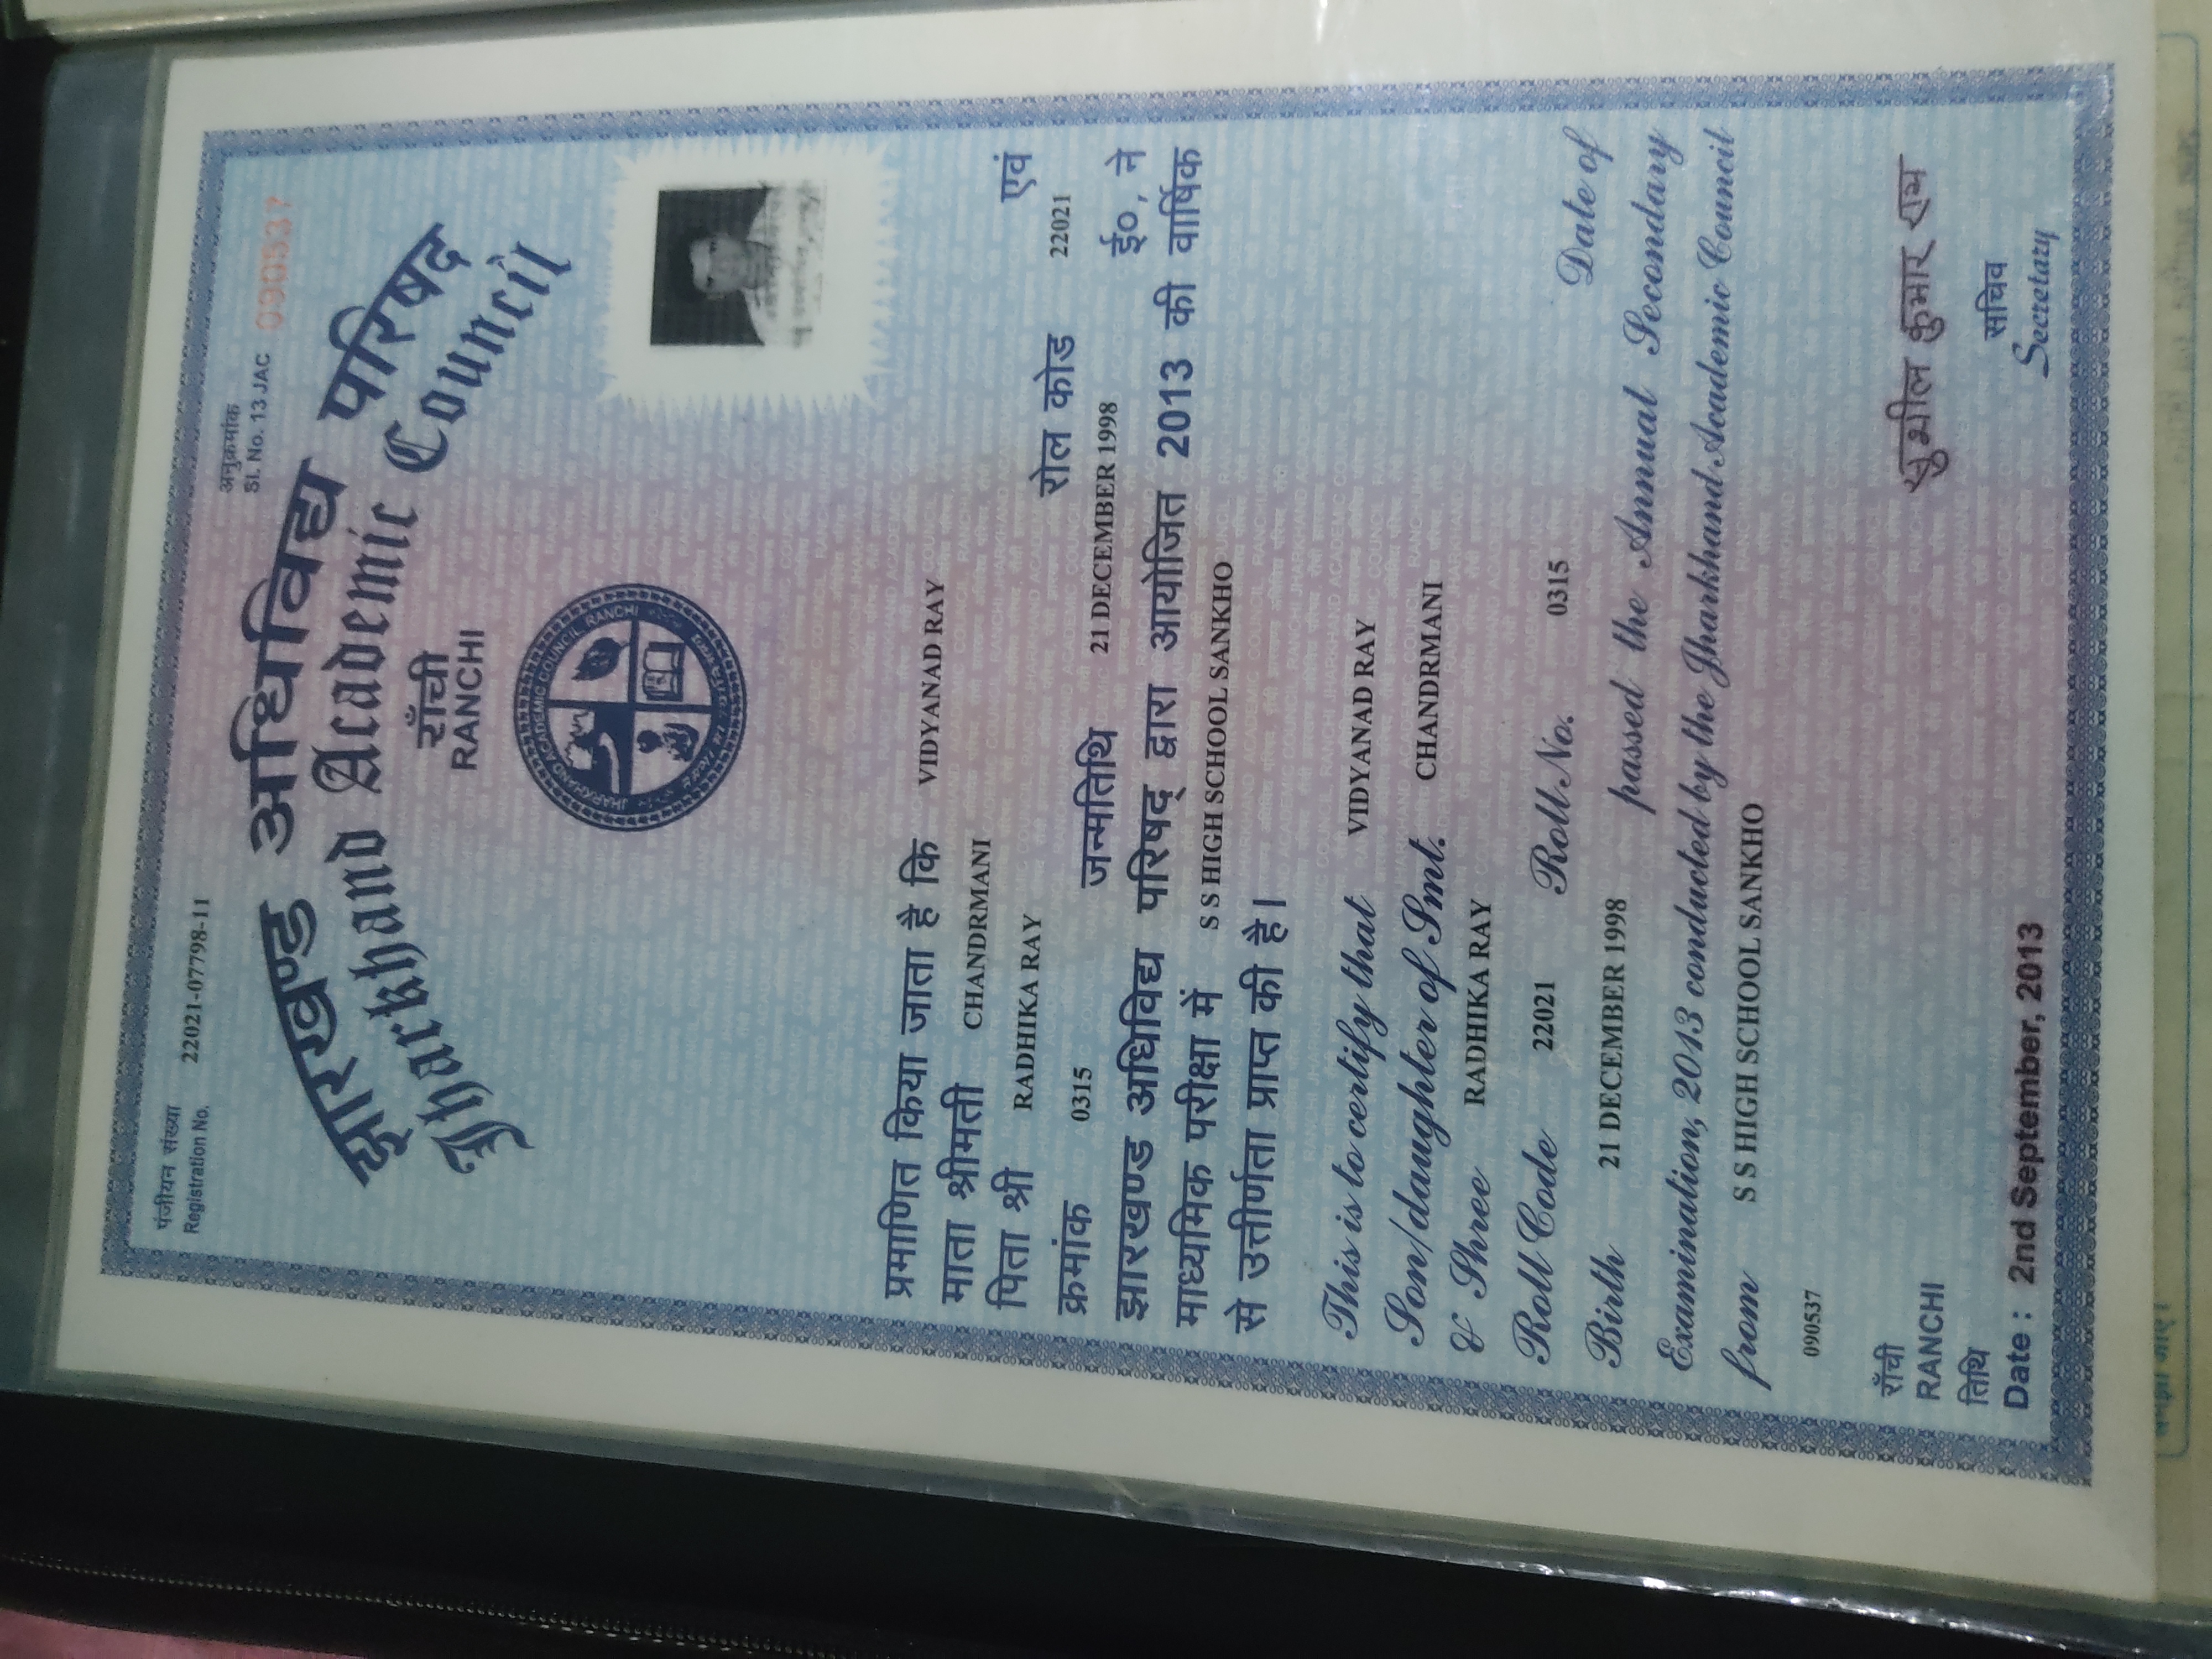 पंजीयन संख्या
Registration No. 22021-07798-11
अनुक्रमांक
Sl. No. 13 JAC 090537
झारखण्ड अधिविद्य परिषद
Jharkhand Academic Council
राँची
RANCHI
JHARKHAND ACADEMIC COUNCIL, RANCHI
प्रमाणित किया जाता है कि VIDYANAD RAY
माता श्रीमती CHANDRMANI
पिता श्री RADHIKA RAY एवं
क्रमांक 0315 रोल कोड 22021
जन्मतिथि 21 DECEMBER 1998 ई०, ने
झारखण्ड अधिविद्य परिषद् द्वारा आयोजित 2013 की वार्षिक
माध्यमिक परीक्षा में S S HIGH SCHOOL SANKHO
से उत्तीर्णता प्राप्त की है।
This is to certify that VIDYANAD RAY
Son/daughter of Smt. CHANDRMANI
& Shree RADHIKA RAY
Roll Code 22021 Roll No. 0315 Date of
Birth 21 DECEMBER 1998 passed the Annual Secondary
Examination, 2013 conducted by the Jharkhand Academic Council
from S S HIGH SCHOOL SANKHO
090537
राँची
RANCHI
तिथि
Date : 2nd September, 2013
सुशील कुमार राय
सचिव
Secretary